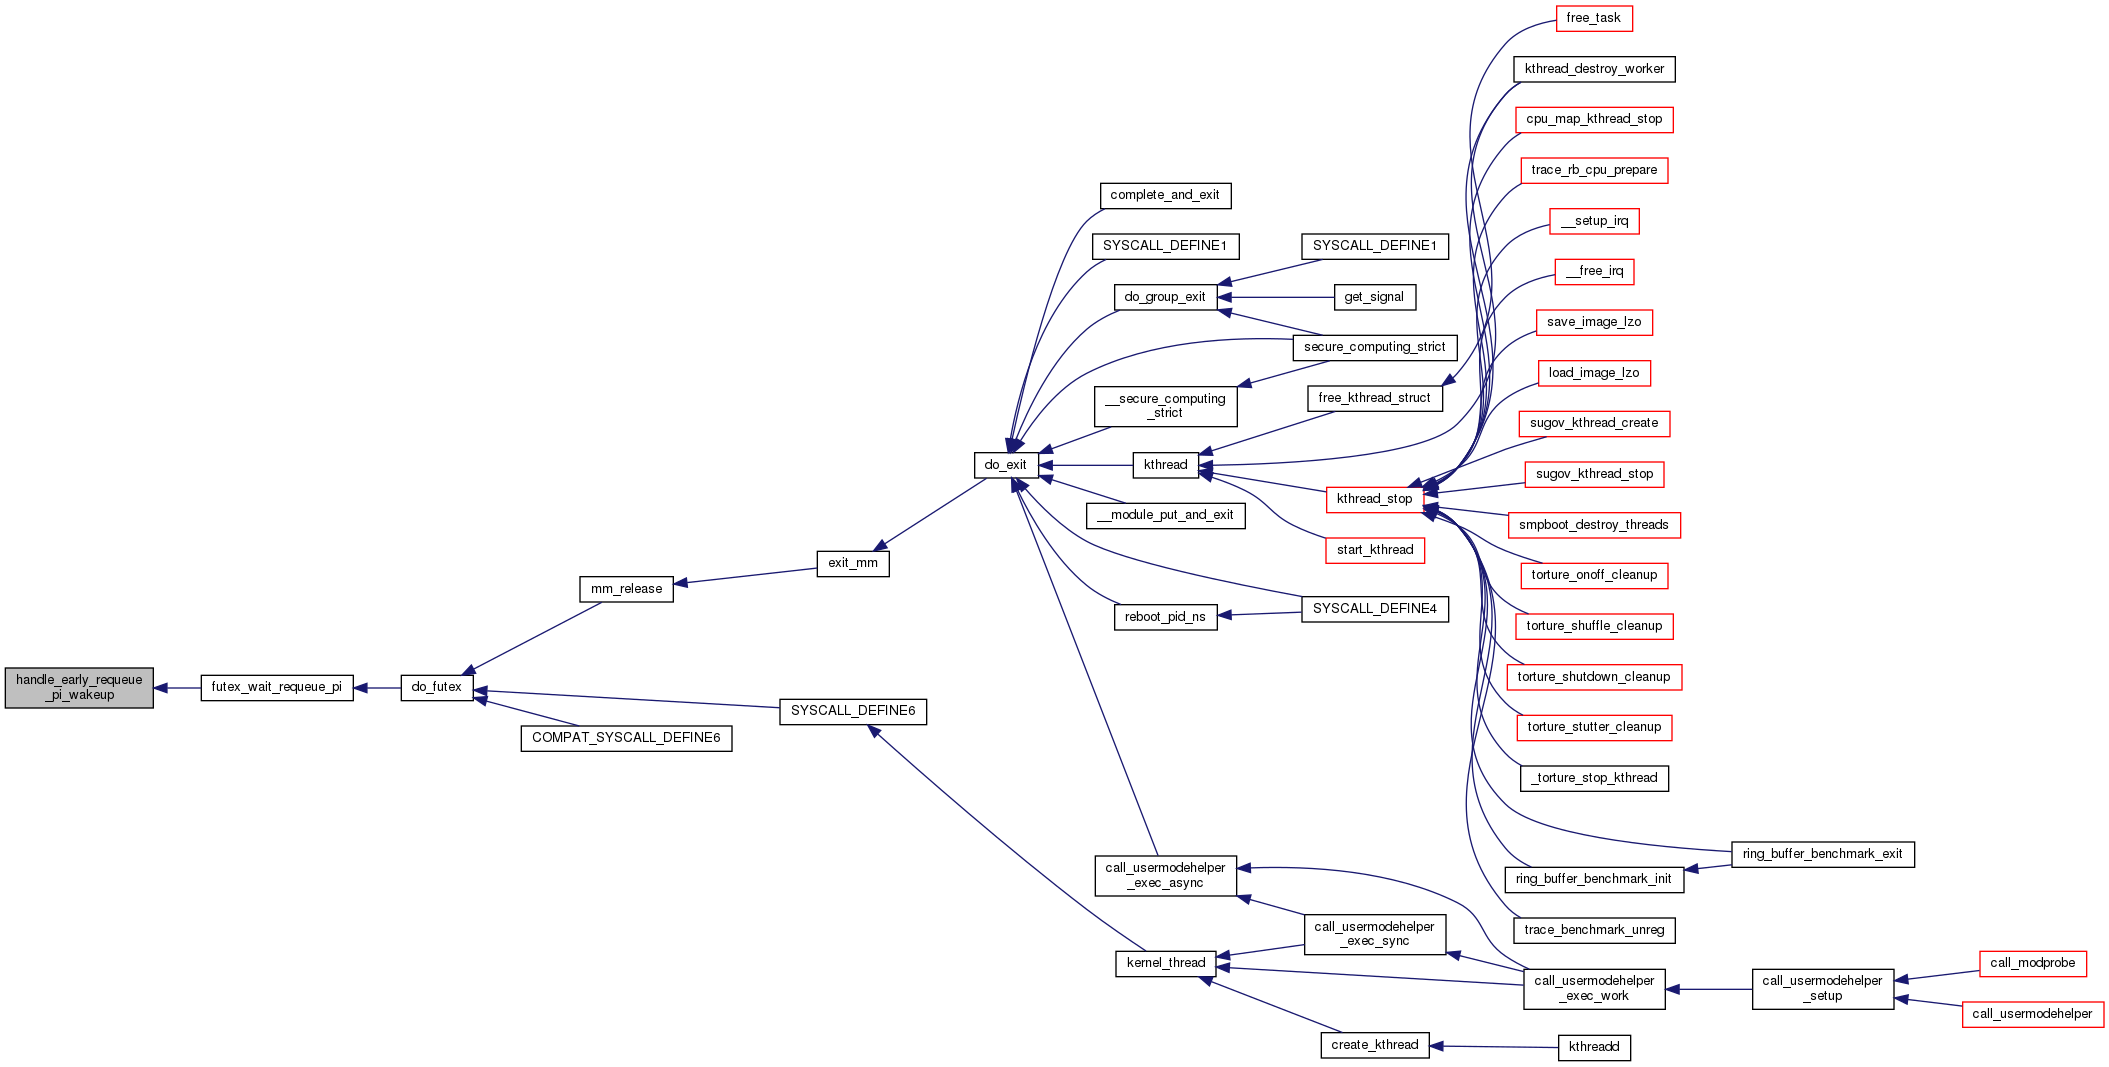 free_task
kthread_destroy_worker
cpu_map_kthread_stop
trace_rb_cpu_prepare
complete_and_exit
__setup_irq
SYSCALL_DEFINE1
SYSCALL_DEFINE1
__free_irq
do_group_exit
get_signal
save_image_lzo
secure_computing_strict
load_image_lzo
__secure_computing
_strict
free_kthread_struct
sugov_kthread_create
do_exit
kthread
sugov_kthread_stop
kthread_stop
__module_put_and_exit
smpboot_destroy_threads
start_kthread
exit_mm
torture_onoff_cleanup
mm_release
reboot_pid_ns
SYSCALL_DEFINE4
torture_shuffle_cleanup
handle_early_requeue
_pi_wakeup
futex_wait_requeue_pi
do_futex
torture_shutdown_cleanup
SYSCALL_DEFINE6
COMPAT_SYSCALL_DEFINE6
torture_stutter_cleanup
_torture_stop_kthread
ring_buffer_benchmark_exit
call_usermodehelper
_exec_async
ring_buffer_benchmark_init
call_usermodehelper
_exec_sync
trace_benchmark_unreg
kernel_thread
call_usermodehelper
_exec_work
call_usermodehelper
_setup
call_modprobe
call_usermodehelper
create_kthread
kthreadd